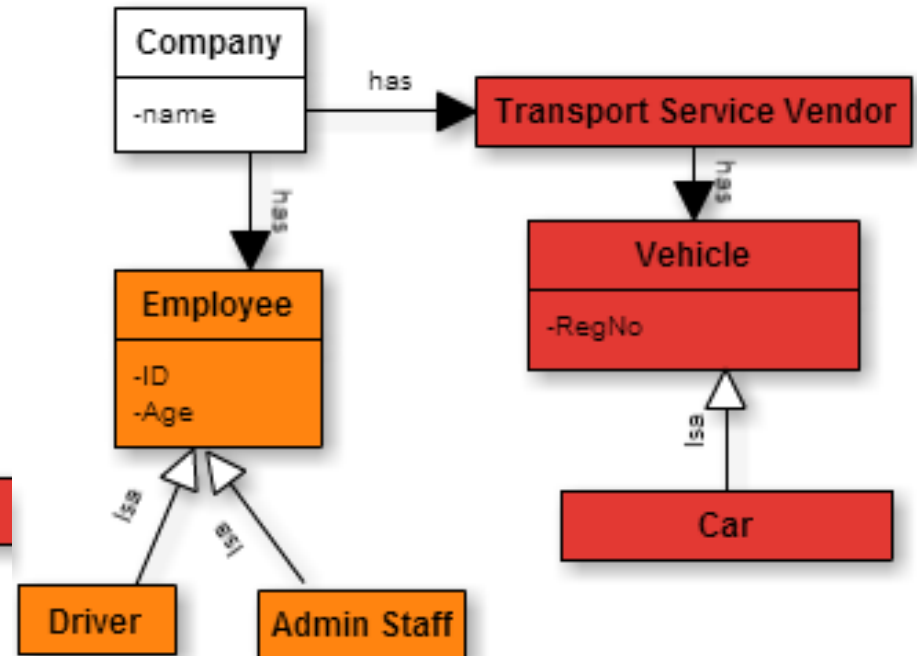 Company
-name
has
Transport Service Vendor
has
has
Vehicle
-RegNo
Employee
-ID
-Age
Isa
Isa
Isa
Car
Driver
Admin Staff